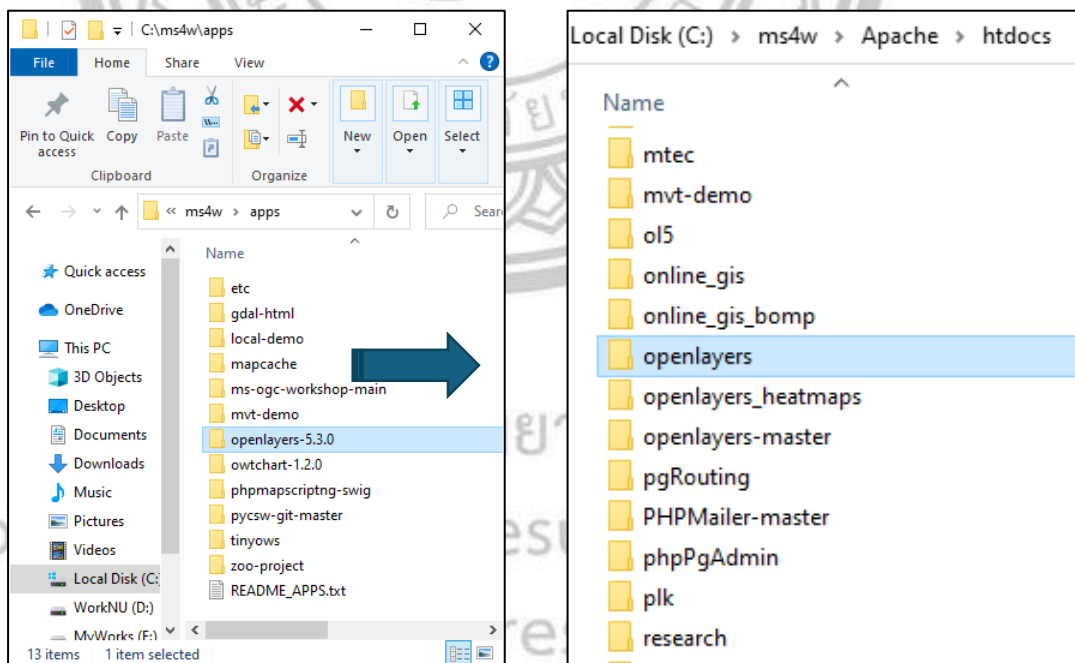 C:\ms4w\apps
File Home Share View
Pin to Quick access
Copy
Paste
New
Open
Select
Clipboard
Organize
ms4w > apps
Sear
Name
Quick access
OneDrive
This PC
3D Objects
Desktop
Documents
Downloads
Music
Pictures
Videos
Local Disk (C:
WorkNU (D:)
MyWorks (F:)
etc
gdal-html
local-demo
mapcache
ms-ogc-workshop-main
mvt-demo
openlayers-5.3.0
owtchart-1.2.0
phpmapscriptng-swig
pycsw-git-master
tinyows
zoo-project
README_APPS.txt
13 items 1 item selected
Local Disk (C:) > ms4w > Apache > htdocs
Name
mtec
mvt-demo
ol5
online_gis
online_gis_bomp
openlayers
openlayers_heatmaps
openlayers-master
pgRouting
PHPMailer-master
phpPgAdmin
plk
research